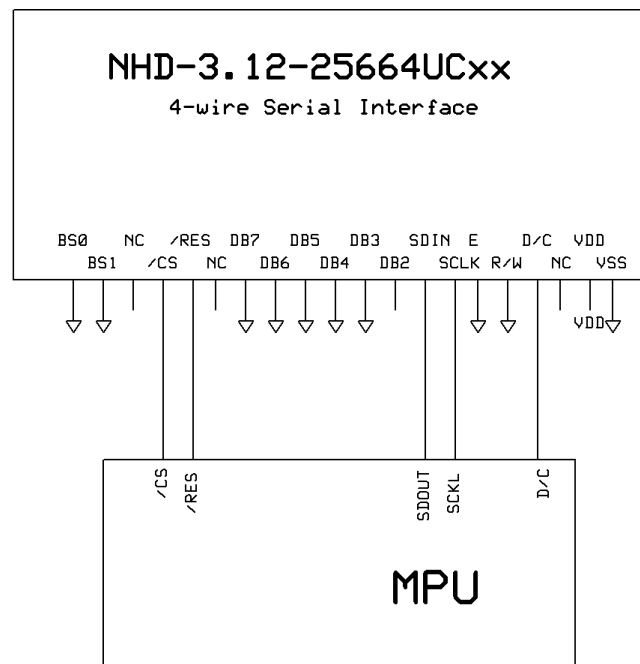 NHD-3.12-25664UCxx
4-wire Serial Interface
BS0 NC /RES DB7 DB5 DB3 SDIN E D/C VDD
BS1 /CS NC DB6 DB4 DB2 SCLK R/W NC VSS
VDD
/CS /RES SDOUT SCKL D/C
MPU